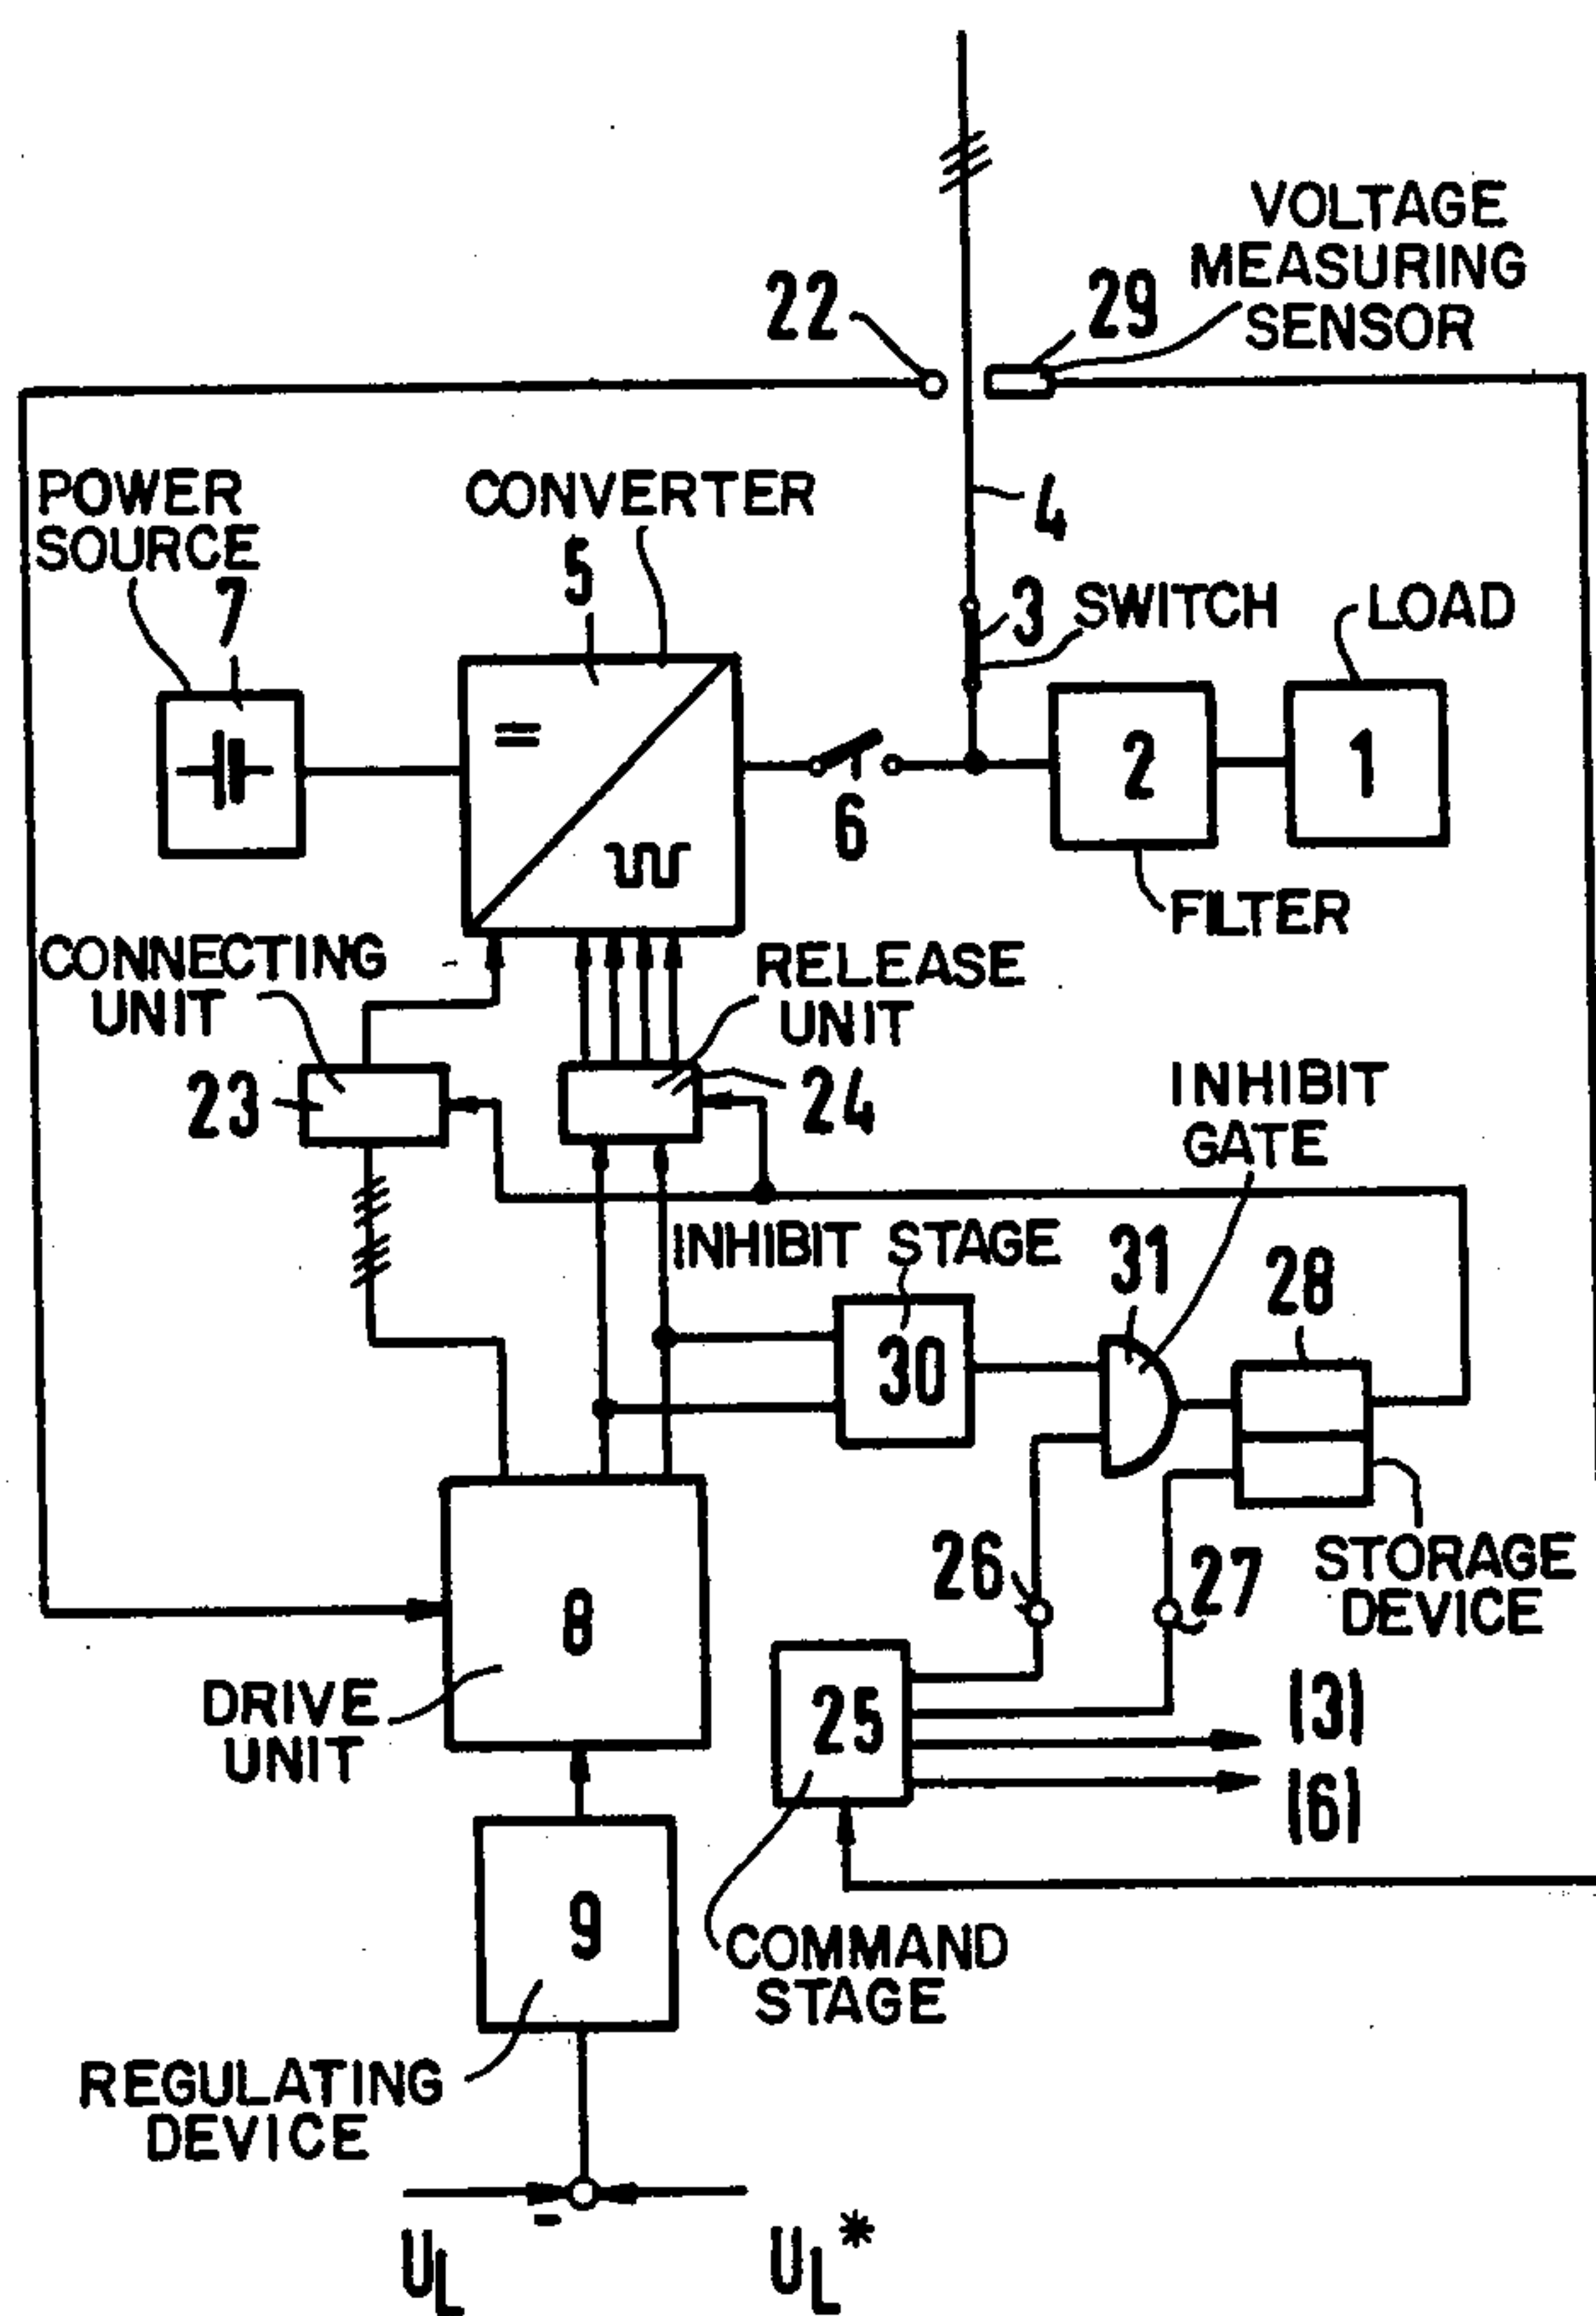 VOLTAGE
MEASURING
SENSOR
22
29
POWER
SOURCE
7
CONVERTER
5
4
3
SWITCH
LOAD
=
6
2
1
FILTER
CONNECTING
UNIT
23
RELEASE
UNIT
24
INHIBIT
GATE
INHIBIT STAGE
31
28
30
26
27
STORAGE
DEVICE
8
DRIVE
UNIT
25
(3)
(6)
9
COMMAND
STAGE
REGULATING
DEVICE
-
UL
UL*